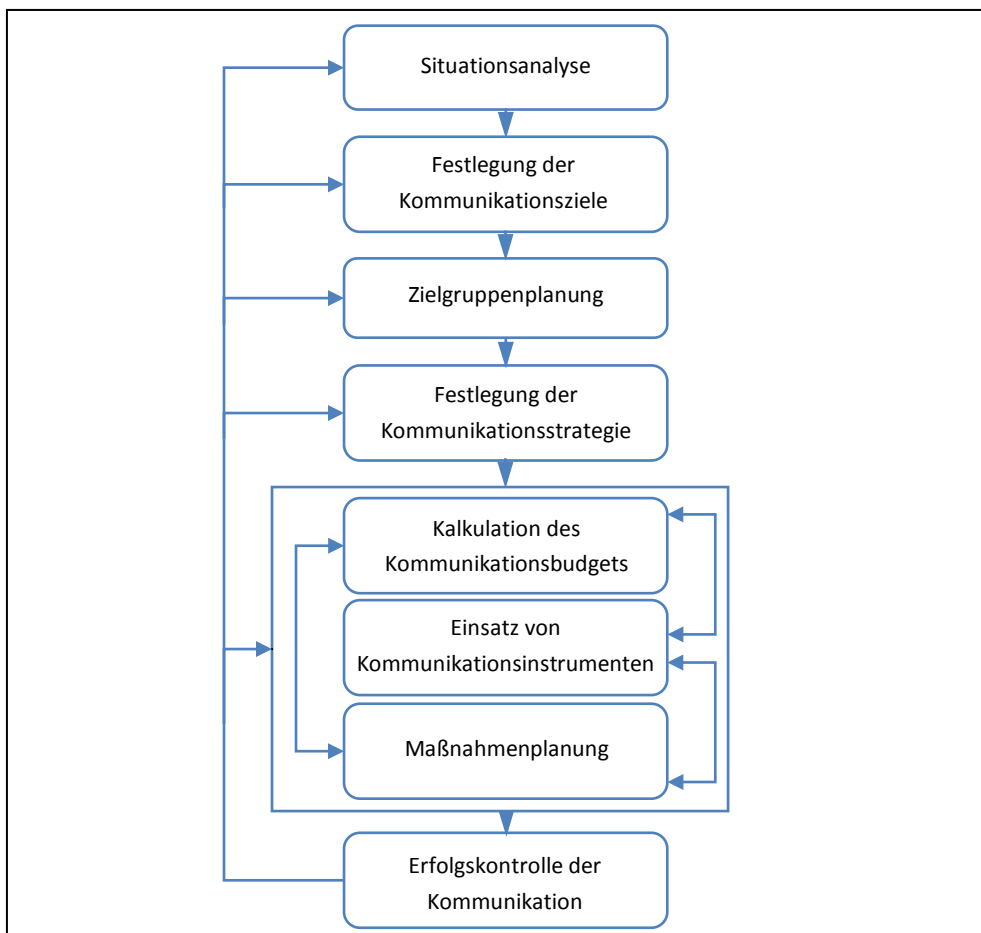 Situationsanalyse
Festlegung der
Kommunikationsziele
Zielgruppenplanung
Festlegung der
Kommunikationsstrategie
Kalkulation des
Kommunikationsbudgets
Einsatz von
Kommunikationsinstrumenten
Maßnahmenplanung
Erfolgskontrolle der
Kommunikation